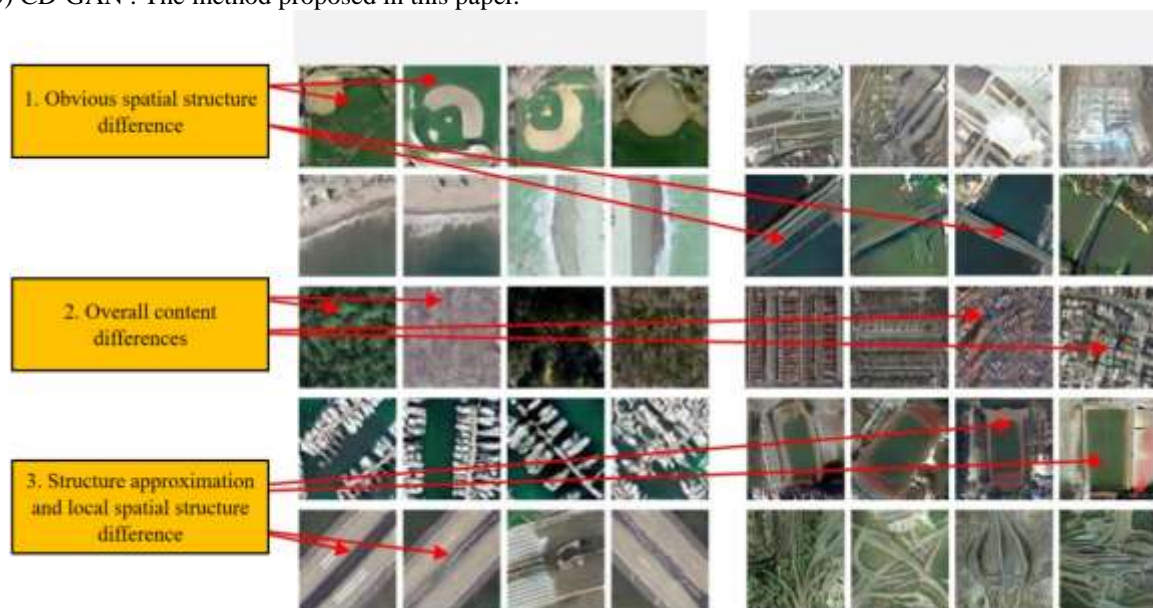 CD-GAN : The method proposed in this paper.
1. Obvious spatial structure
difference
2. Overall content
differences
3. Structure approximation
and local spatial structure
difference